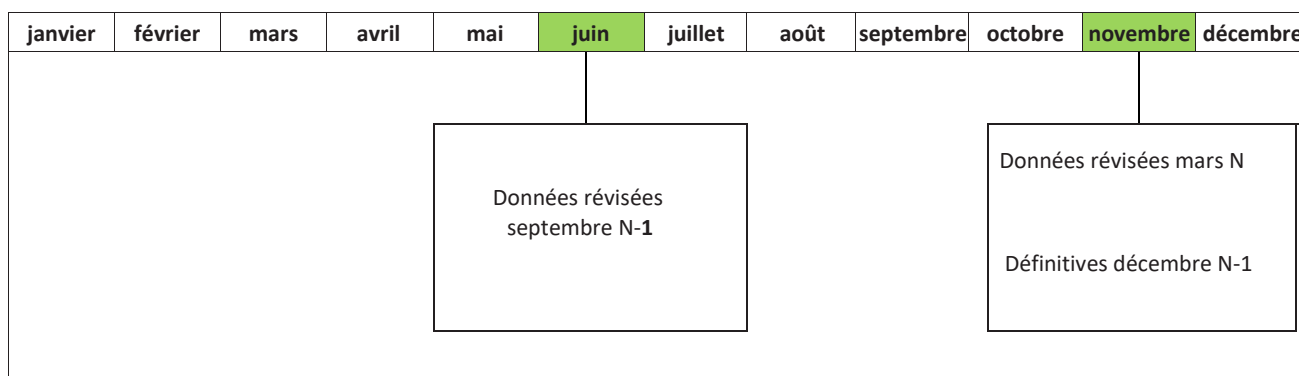 janvier février mars avril mai juin juillet août septembre octobre novembre décembre
Données révisées
septembre N-1
Données révisées mars N
Définitives décembre N-1